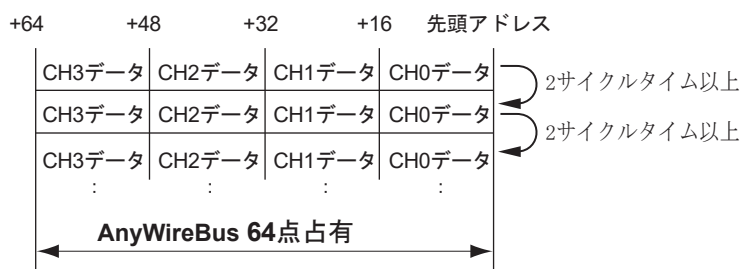 +64 +48 +32 +16 先頭アドレス
CH3データ CH2データ CH1データ CH0データ
2サイクルタイム以上
CH3データ CH2データ CH1データ CH0データ
2サイクルタイム以上
CH3データ CH2データ CH1データ CH0データ
: : : :
AnyWireBus 64点占有